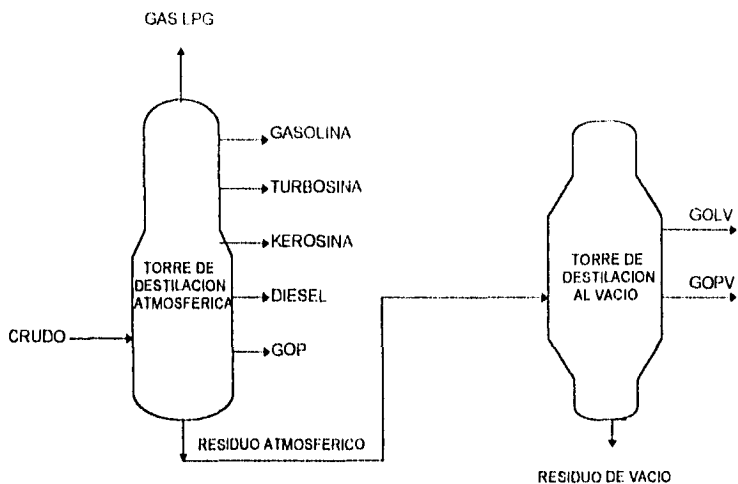 GAS LPG
GASOLINA
TURBOSINA
KEROSINA
TORRE DE
DESTILACION
ATMOSFERICA
DIESEL
CRUDO
GOP
RESIDUO ATMOSFERICO
TORRE DE
DESTILACION
AL VACIO
GOLV
GOPV
RESIDUO DE VACIO